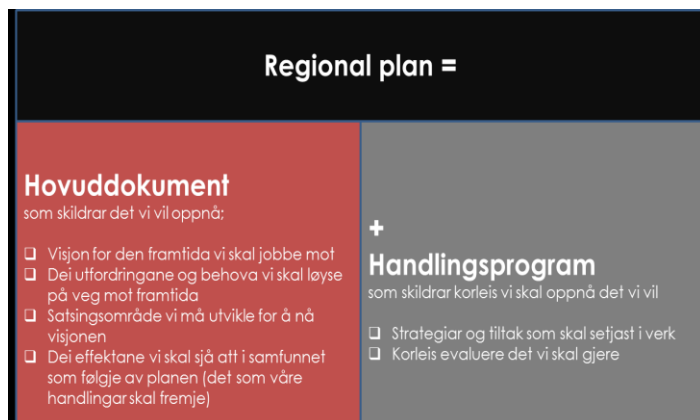 Regional plan =
Hovuddokument
som skildrar det vi vil oppnå;
❑ Visjon for den framtida vi skal jobbe mot
❑ Dei utfordringane og behova vi skal løyse
på veg mot framtida
❑ Satsingsområde vi må utvikle for å nå
visjonen
❑ Dei effektane vi skal sjå att i samfunnet
som følgje av planen (det som våre
handlingar skal fremje)
+
Handlingsprogram
som skildrar korleis vi skal oppnå det vi vil
❑ Strategiar og tiltak som skal setjast i verk
❑ Korleis evaluere det vi skal gjere